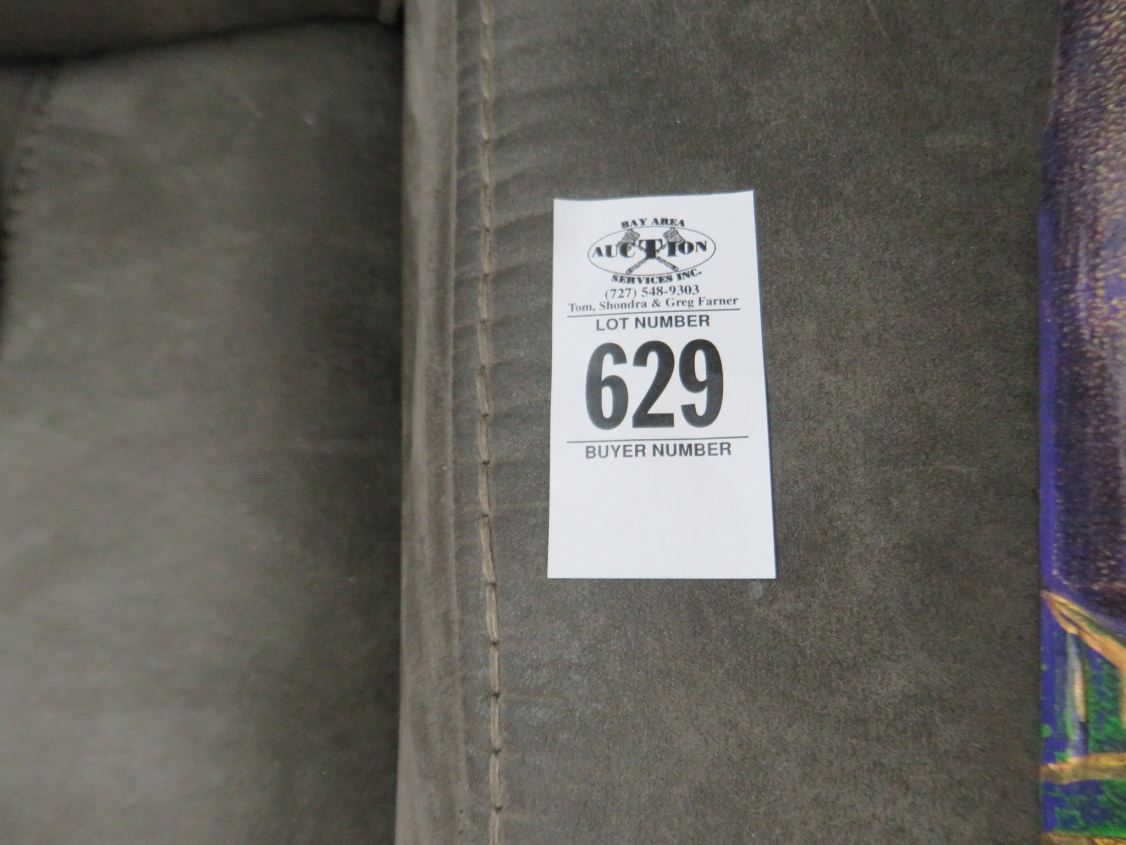 BAY AREA
AUCTION
SERVICES INC.
(727) 548-9303
Tom, Shondra & Greg Farner
LOT NUMBER
629
BUYER NUMBER